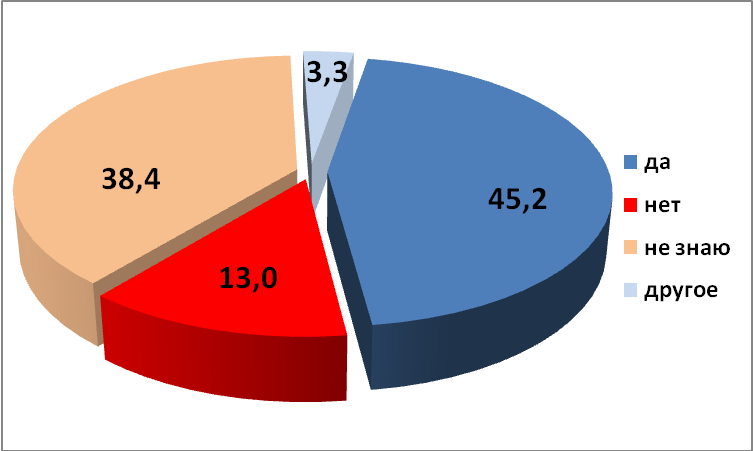 3,3
38,4
45,2
13,0
да
нет
не знаю
другое